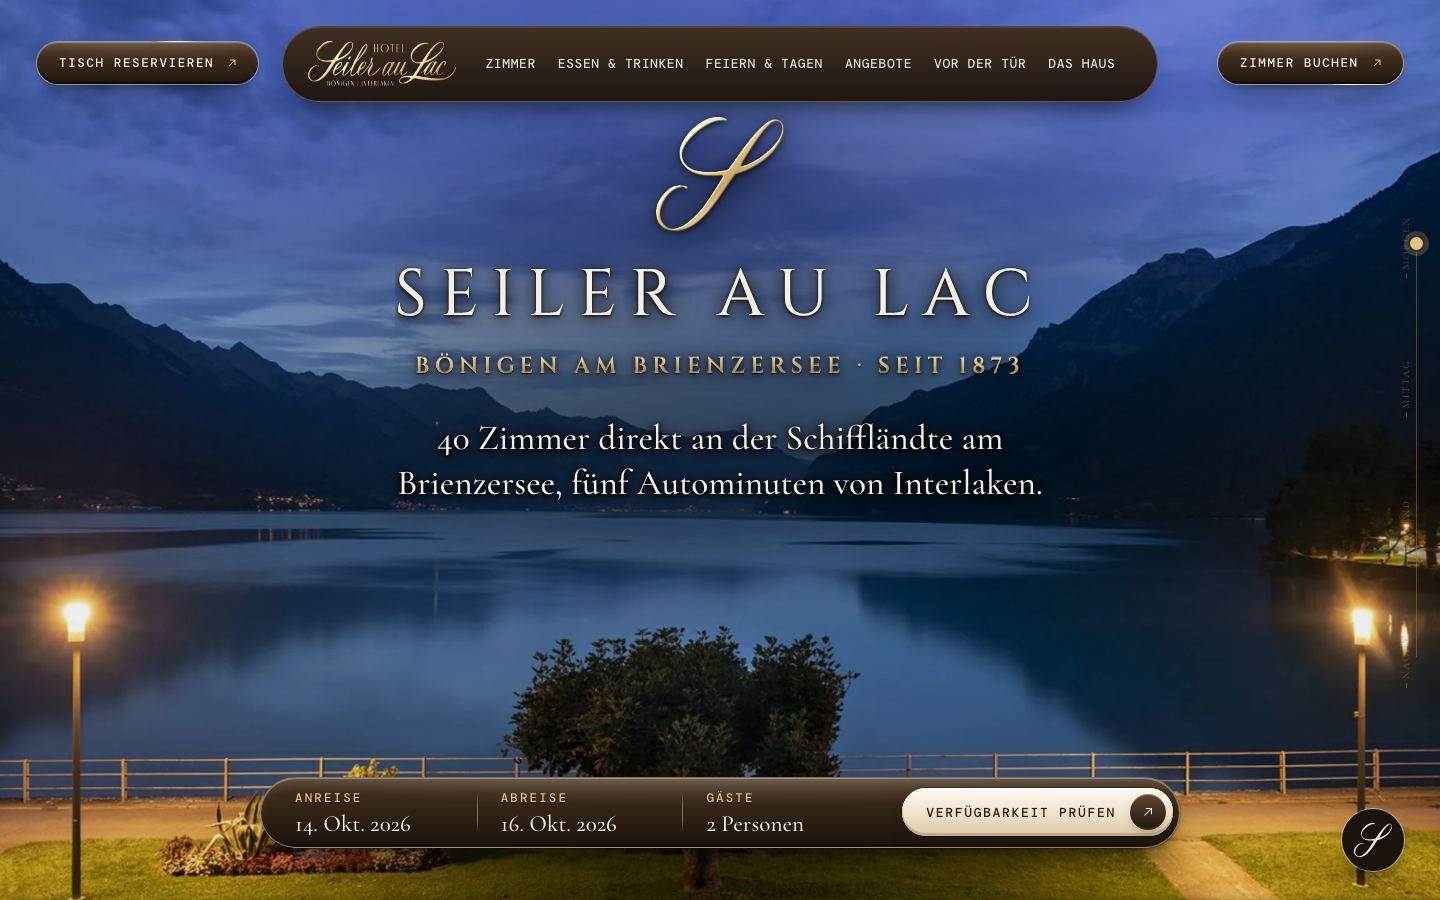 TISCH RESERVIEREN
HOTEL
Seiler au Lac
BÖNIGEN / INTERLAKEN
ZIMMER
ESSEN & TRINKEN
FEIERN & TAGEN
ANGEBOTE
VOR DER TÜR
DAS HAUS
ZIMMER BUCHEN
S
SEILER AU LAC
BÖNIGEN AM BRIENZERSEE · SEIT 1873
40 Zimmer direkt an der Schiffländte am
Brienzersee, fünf Autominuten von Interlaken.
MITTAG
ANREISE
14. Okt. 2026
ABREISE
16. Okt. 2026
GÄSTE
2 Personen
VERFÜGBARKEIT PRÜFEN
S